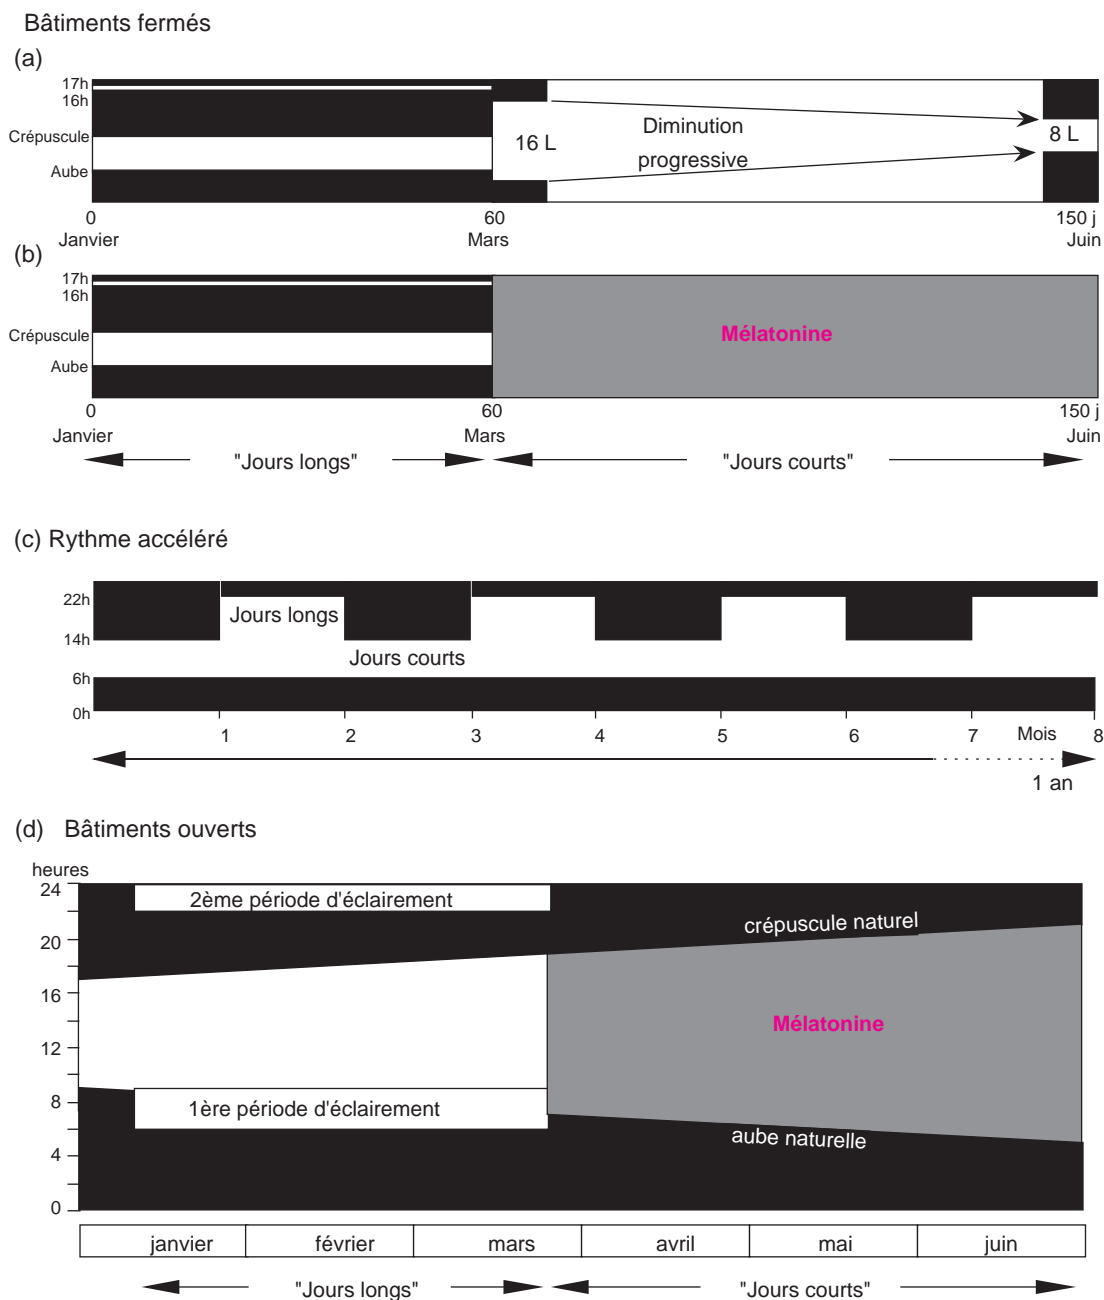 Bâtiments fermés
(a)
17h
16h
Crépuscule
Aube
16 L
Diminution
progressive
8 L
0
60
150 j
Janvier
Mars
Juin
(b)
17h
16h
Crépuscule
Aube
Mélatonine
0
60
150 j
Janvier
Mars
Juin
"Jours longs"
"Jours courts"
(c) Rythme accéléré
22h
Jours longs
14h
Jours courts
6h
0h
1
2
3
4
5
6
7
Mois
8
1 an
(d) Bâtiments ouverts
heures
24
2ème période d'éclairement
crépuscule naturel
20
16
Mélatonine
12
8
1ère période d'éclairement
aube naturelle
4
0
janvier
février
mars
avril
mai
juin
"Jours longs"
"Jours courts"